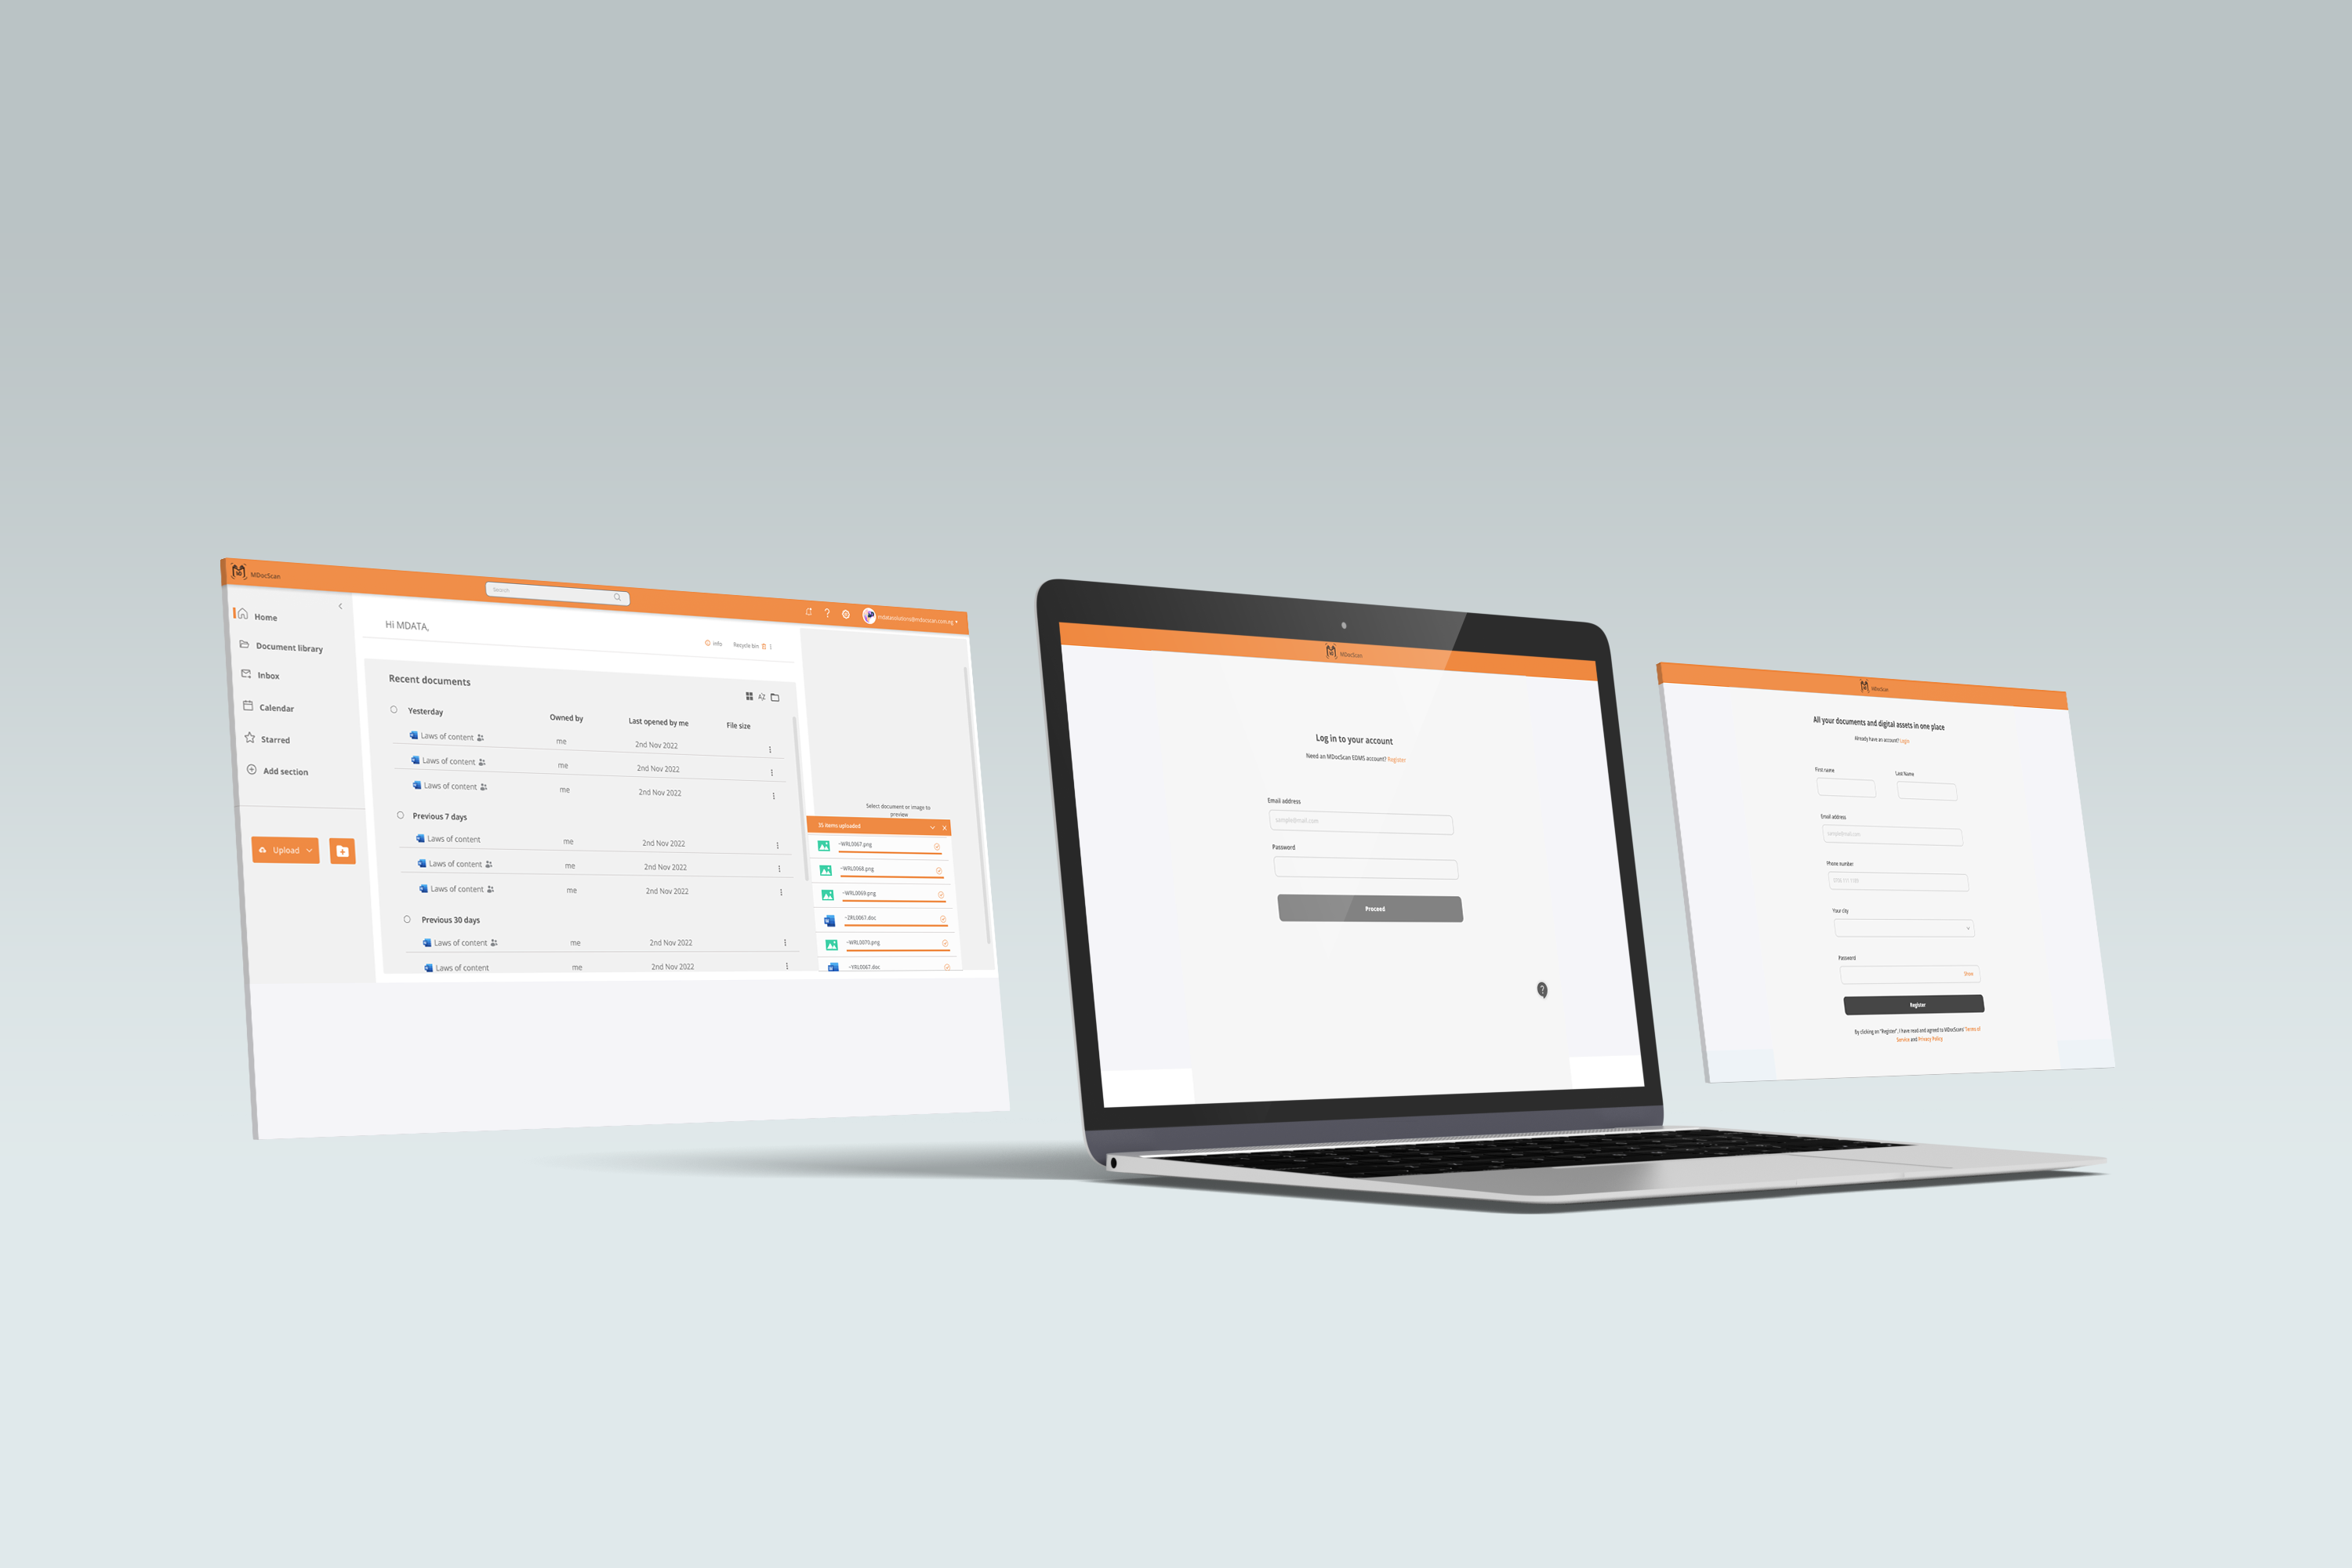 MDocScan
Search
mdatasolutions@mdocscan.com.ng
Home
Document library
Inbox
Calendar
Starred
Add section
Upload
Hi MDATA,
Info
Recycle bin
Recent documents
Yesterday Owned by Last opened by me File size
Laws of content me 2nd Nov 2022
Laws of content me 2nd Nov 2022
Laws of content me 2nd Nov 2022
Previous 7 days
Laws of content me 2nd Nov 2022
Laws of content me 2nd Nov 2022
Laws of content me 2nd Nov 2022
Previous 30 days
Laws of content me 2nd Nov 2022
Laws of content me 2nd Nov 2022
Select document or image to
preview
35 items uploaded
~WRL0067.png
~WRL0068.png
~WRL0069.png
~ZRL0067.doc
~WRL0070.png
~YRL0067.doc
MDocScan
Log in to your account
Need an MDocScan EDMS account? Register
Email address
sample@mail.com
Password
Proceed
MDocScan
All your documents and digital assets in one place
Already have an account? Login
First name Last Name
Email address
sample@mail.com
Phone number
Your city
Password
Show
Register
By clicking on "Register", I have read and agreed to MDocScans' Terms of
Service and Privacy Policy